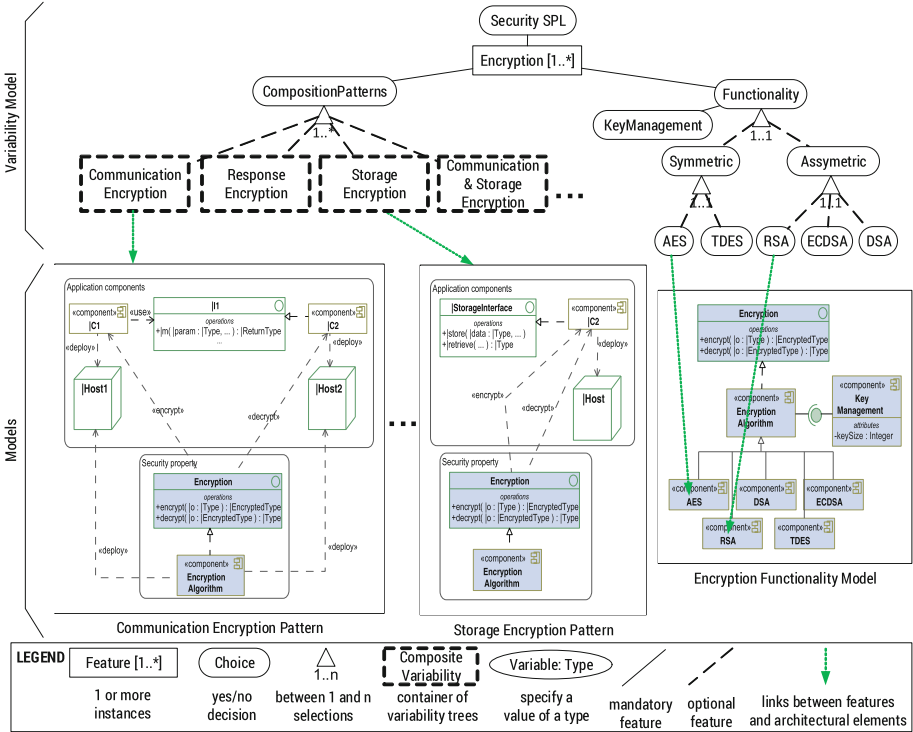 Security SPL
Encryption [1..*]
CompositionPatterns
1..*
Functionality
1..1
KeyManagement
Symmetric
Assymetric
1..1
1..1
AES
TDES
RSA
ECDSA
DSA
Communication
Encryption
Response
Encryption
Storage
Encryption
Communication
& Storage
Encryption
...
Variability Model
Models
Application components
«component»
|C1
«use»
|I1
operations
+|m( |param : |Type, ... ) : |ReturnType
...
«component»
|C2
«deploy»
«deploy»
|Host1
|Host2
«encrypt»
«decrypt»
Security property
Encryption
operations
+encrypt( |o : |Type ) : |EncryptedType
+decrypt( |o : |EncryptedType ) : |Type
«deploy»
«deploy»
«component»
Encryption
Algorithm
Communication Encryption Pattern
...
Application components
|StorageInterface
operations
+|store( |data : |Type, ... )
+|retrieve( ... ) : |Type
«component»
|C2
«deploy»
|Host
«encrypt»
«decrypt»
Security property
Encryption
operations
+encrypt( |o : |Type ) : |EncryptedType
+decrypt( |o : |EncryptedType ) : |Type
«component»
Encryption
Algorithm
Storage Encryption Pattern
Encryption
operations
+encrypt( |o : |Type ) : |EncryptedType
+decrypt( |o : |EncryptedType ) : |Type
«component»
Encryption
Algorithm
«component»
Key
Management
attributes
-keySize : Integer
«component»
AES
«component»
DSA
«component»
ECDSA
«component»
RSA
«component»
TDES
Encryption Functionality Model
LEGEND
Feature [1..*]
1 or more
instances
Choice
yes/no
decision
1..n
between 1 and n
selections
Composite
Variability
container of
variability trees
Variable: Type
specify a
value of a type
mandatory
feature
optional
feature
links between features
and architectural elements